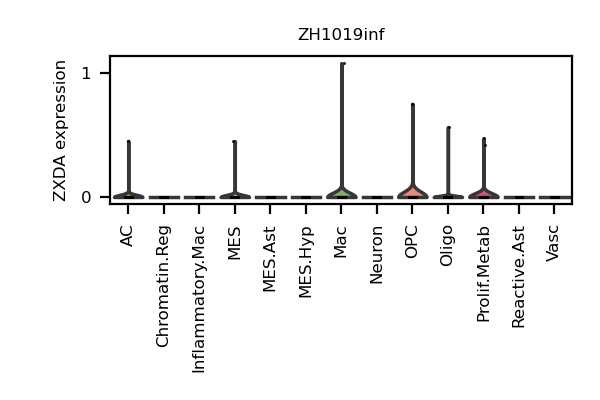 ZH1019inf
ZXDA expression
1
0
AC
Chromatin.Reg
Inflammatory.Mac
MES
MES.Ast
MES.Hyp
Mac
Neuron
OPC
Oligo
Prolif.Metab
Reactive.Ast
Vasc